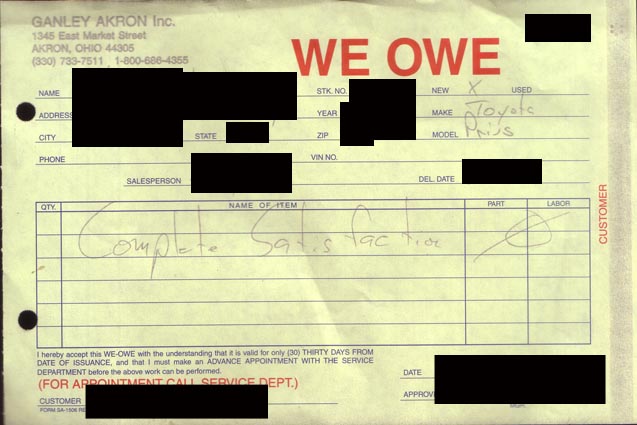 GANLEY AKRON Inc.
1345 East Market Street
AKRON, OHIO 44305
(330) 733-7511 1-800-686-4355
WE OWE
NAME STK. NO. NEW X USED
ADDRESS YEAR MAKE Toyota
CITY STATE ZIP MODEL Prius
PHONE VIN NO.
SALESPERSON DEL. DATE
QTY. NAME OF ITEM PART LABOR
Complete Satisfaction
CUSTOMER
I hereby accept this WE-OWE with the understanding that it is valid for only (30) THIRTY DAYS FROM
DATE OF ISSUANCE, and that I must make an ADVANCE APPOINTMENT WITH THE SERVICE
DEPARTMENT before the above work can be performed.
(FOR APPOINTMENT CALL SERVICE DEPT.)
DATE
CUSTOMER
FORM SA-1506
MGR.